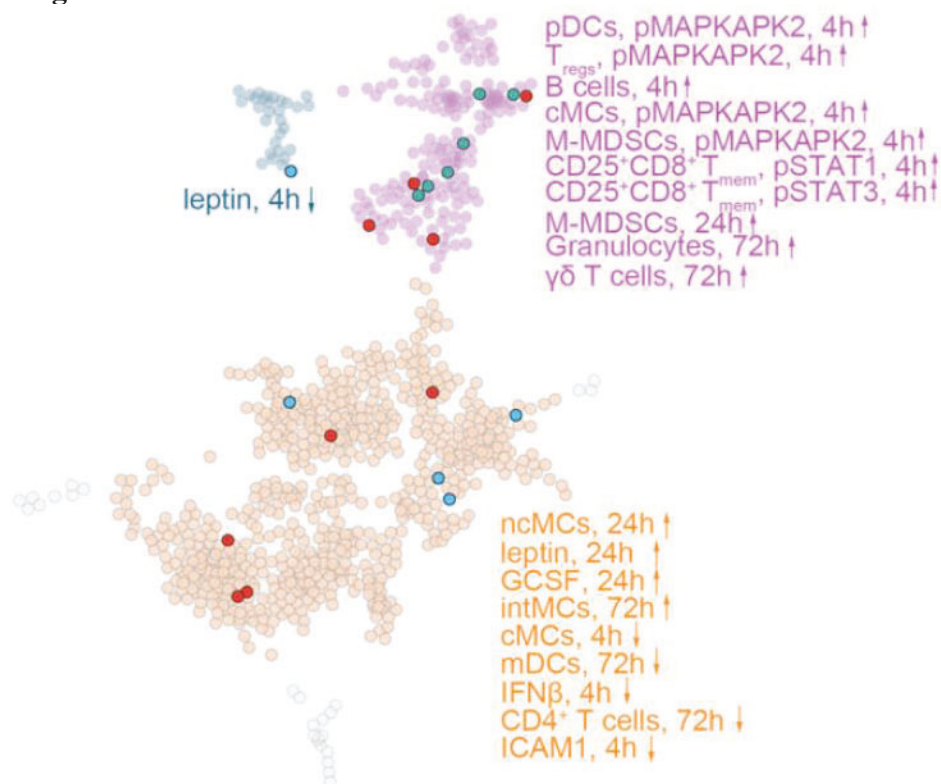 pDCs, pMAPKAPK2, 4h↑
Tregs, pMAPKAPK2, 4h↑
B cells, 4h↑
cMCs, pMAPKAPK2, 4h↑
M-MDSCs, pMAPKAPK2, 4h↑
CD25⁺CD8⁺ Tmem, pSTAT1, 4h↑
CD25⁺CD8⁺ Tmem, pSTAT3, 4h↑
M-MDSCs, 24h↑
Granulocytes, 72h↑
γδ T cells, 72h↑
leptin, 4h↓
ncMCs, 24h↑
leptin, 24h ↑
GCSF, 24h↑
intMCs, 72h↑
cMCs, 4h↓
mDCs, 72h↓
IFNβ, 4h ↓
CD4⁺ T cells, 72h ↓
ICAM1, 4h↓